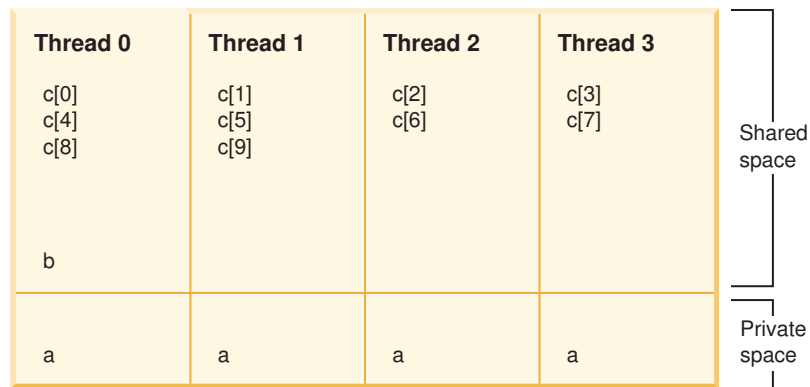 Thread 0 Thread 1 Thread 2 Thread 3
c[0] c[1] c[2] c[3]
c[4] c[5] c[6] c[7]
c[8] c[9]
Shared
space
b
Private
space
a a a a